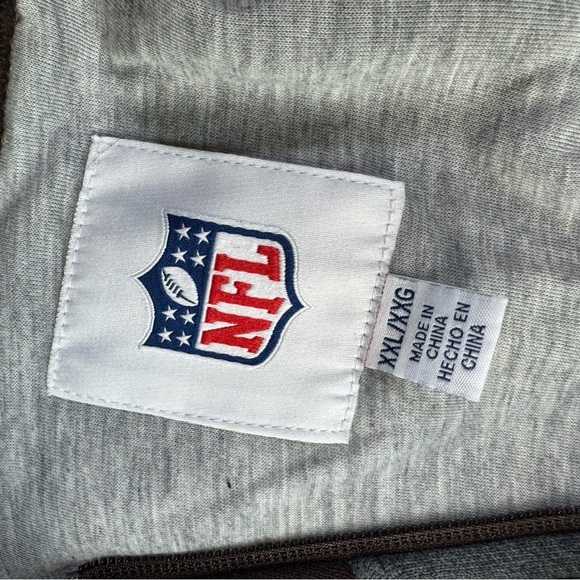 NFL
XXL/XXG
MADE IN
CHINA
HECHO EN
CHINA